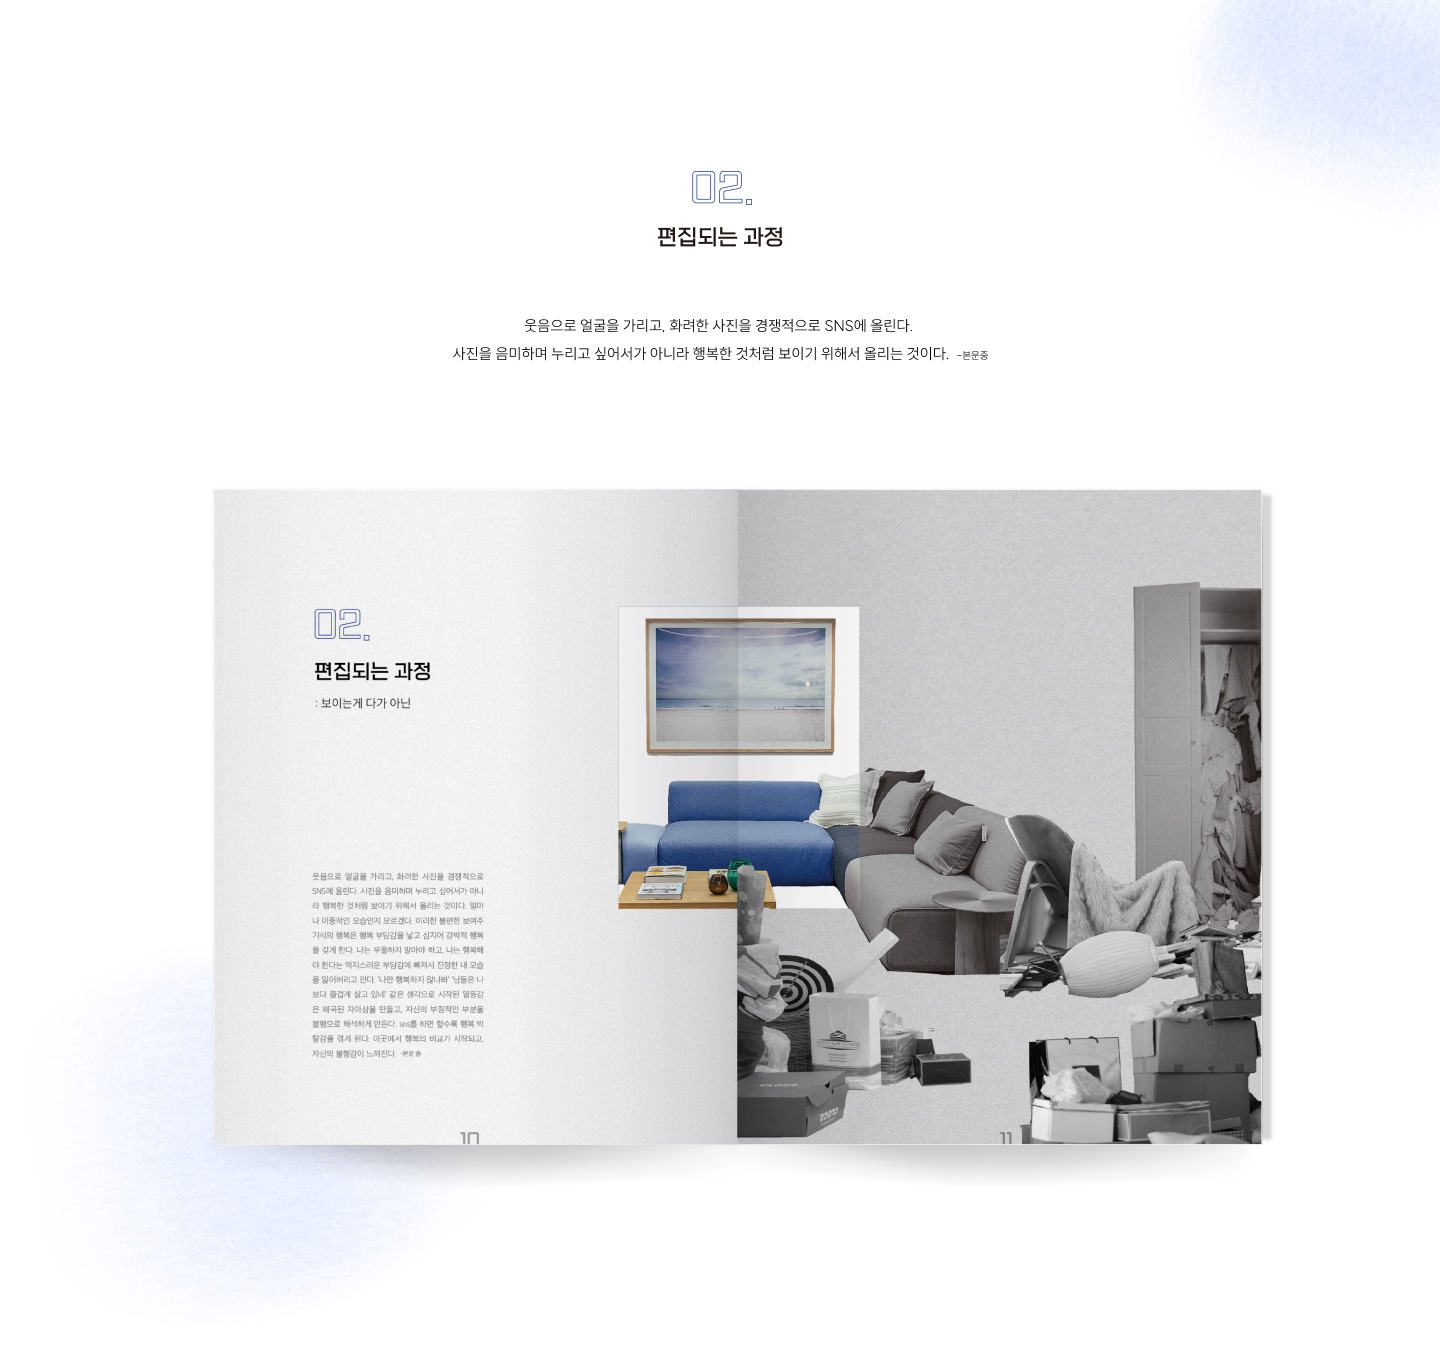 02.
편집되는 과정
웃음으로 얼굴을 가리고, 화려한 사진을 경쟁적으로 SNS에 올린다.
사진을 음미하며 누리고 싶어서가 아니라 행복한 것처럼 보이기 위해서 올리는 것이다. -본문중
02.
편집되는 과정
: 보이는게 다가 아닌
웃음으로 얼굴을 가리고, 화려한 사진을 경쟁적으로
SNS에 올린다. 사진을 음미하며 누리고 싶어서가 아니
라 행복한 것처럼 보이기 위해서 올리는 것이다. 얼마
나 이중적인 모습인지 모르겠다. 이러한 불편한 보여주
기식의 행복은 행복 부담감을 낳고 심지어 강박적 행복
을 갖게 한다. 나는 우울하지 말아야 하고, 나는 행복해
야 한다는 억지스러운 부담감에 빠져서 진정한 내 모습
을 잃어버리고 만다. '나만 행복하지 않나봐' '남들은 나
보다 즐겁게 살고 있네' 같은 생각으로 시작된 열등감
은 왜곡된 자아상을 만들고, 자신의 부정적인 부분을
불행으로 해석하게 만든다. sns를 하면 할수록 행복 박
탈감을 겪게 된다. 이곳에서 행복의 비교가 시작되고,
자신의 불행감이 느껴진다. -본문 중
10
11